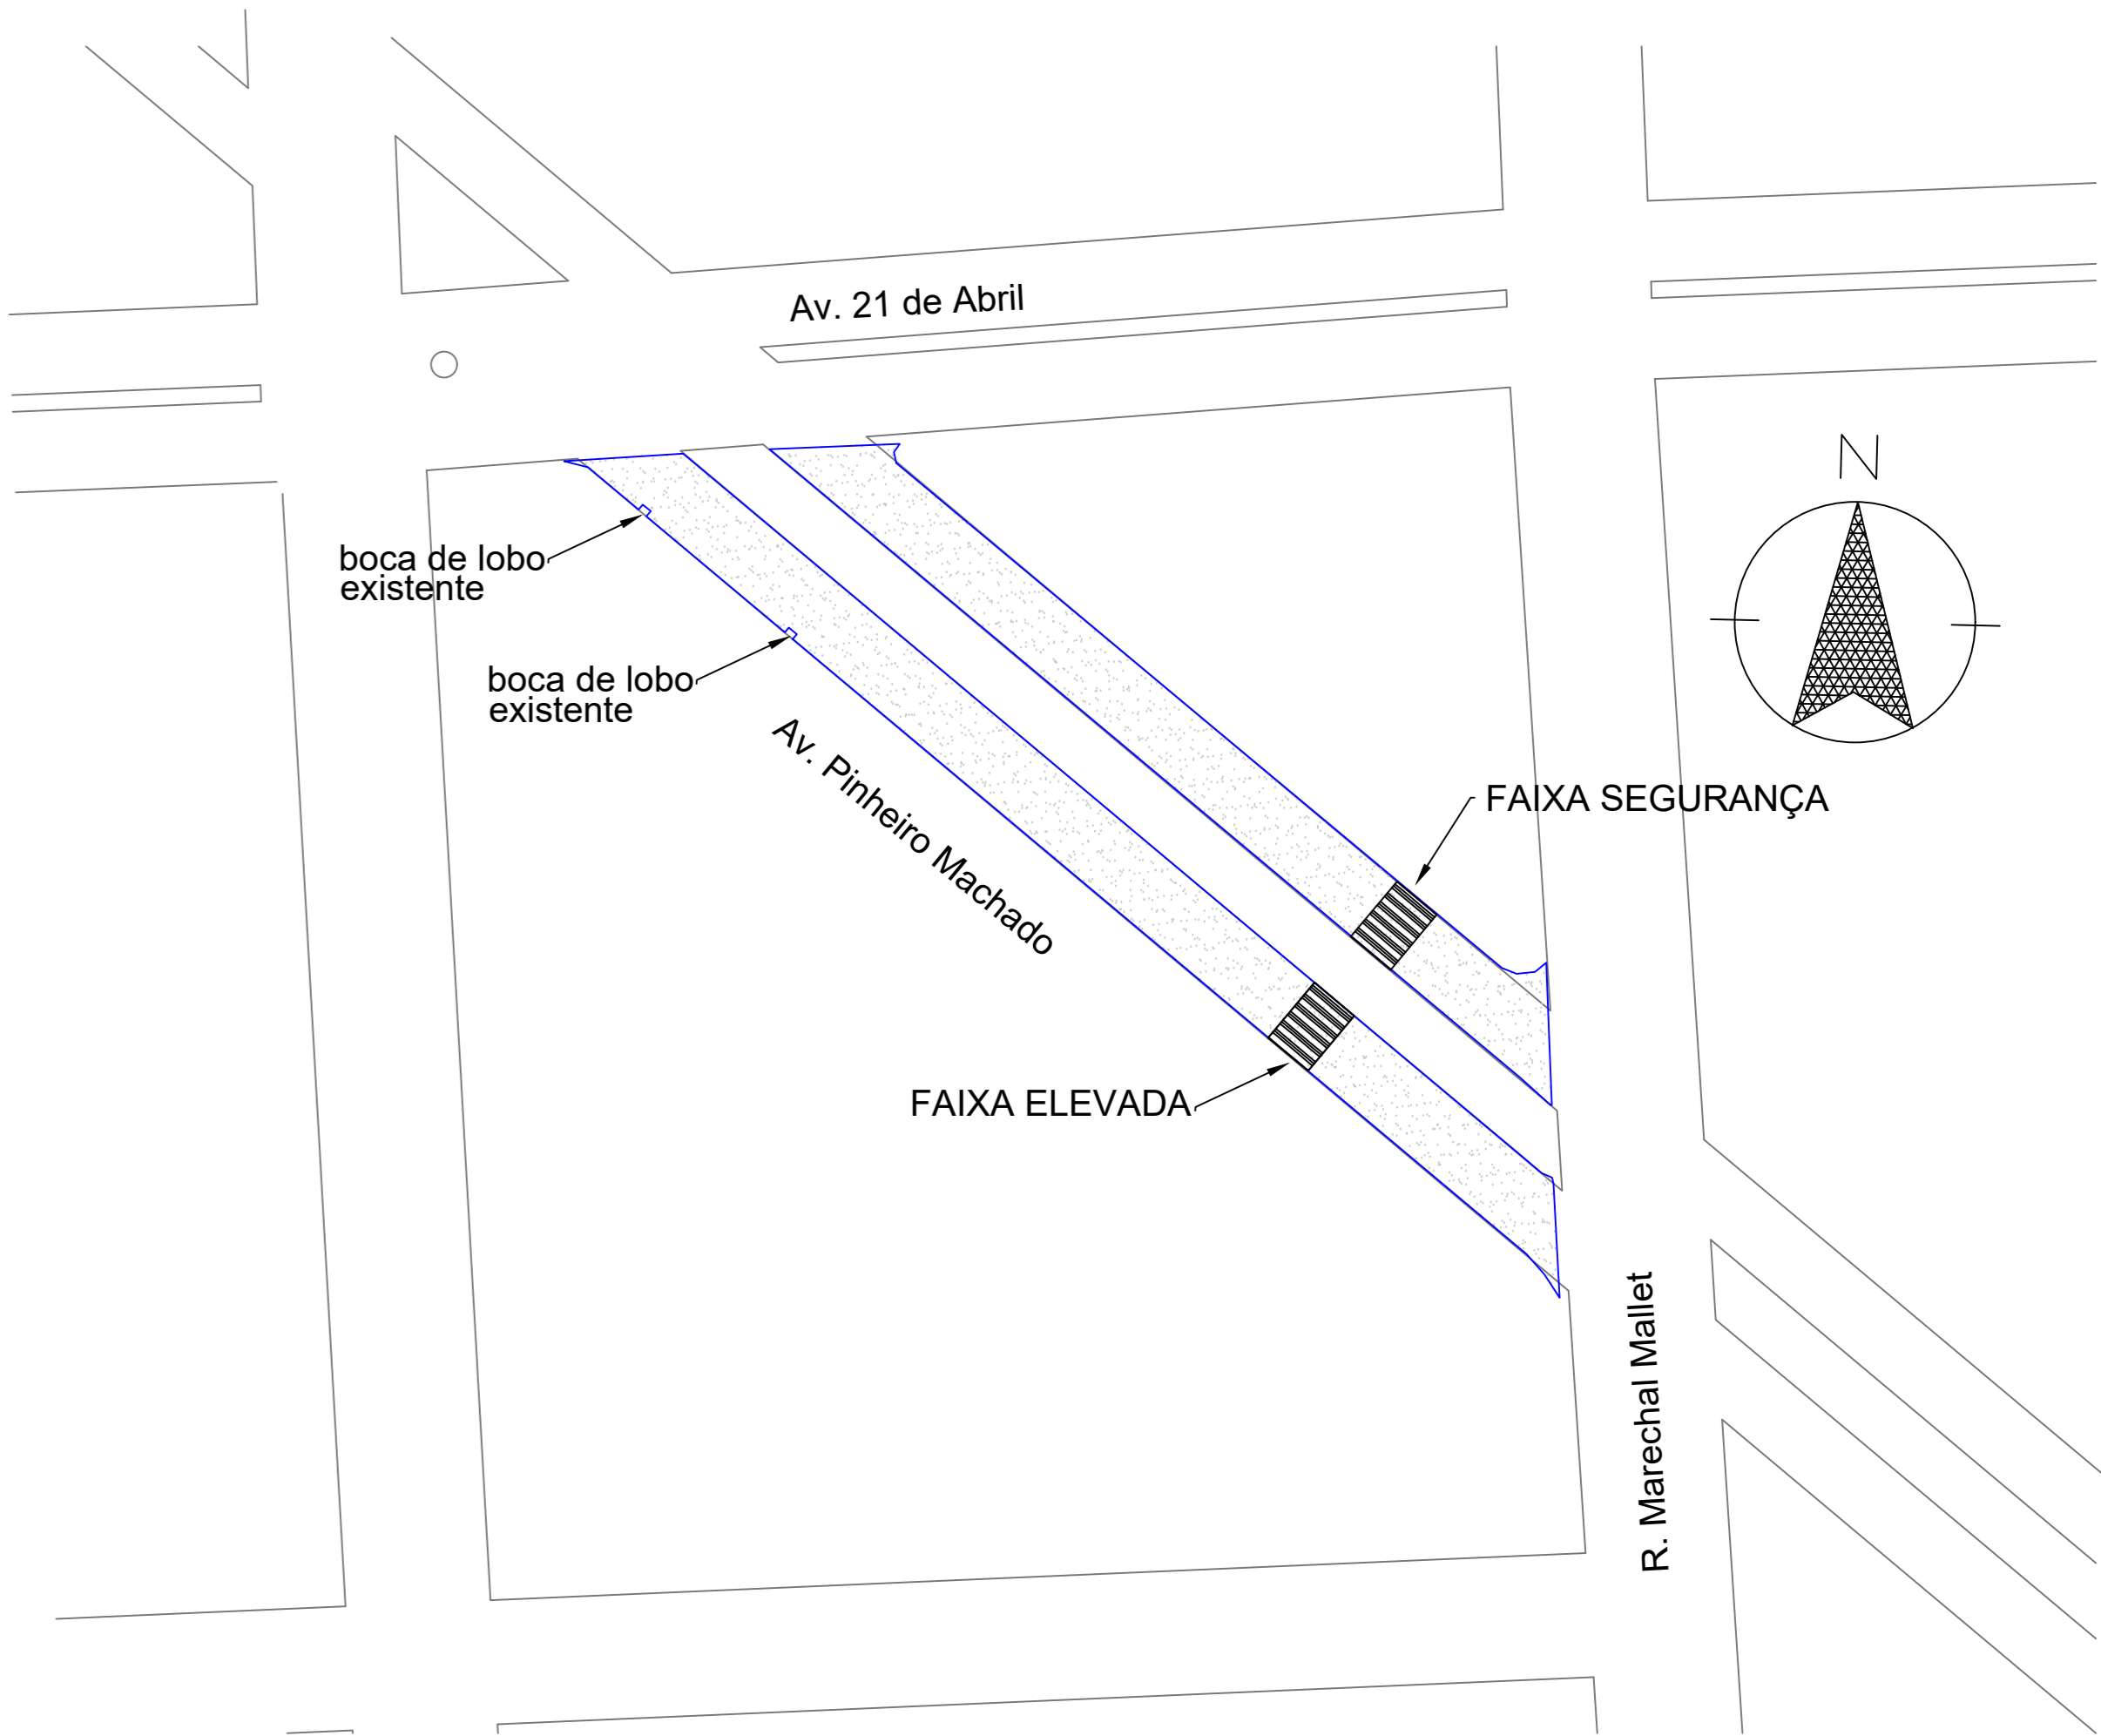 Av. 21 de Abril
N
boca de lobo
existente
boca de lobo
existente
Av. Pinheiro Machado
FAIXA SEGURANÇA
FAIXA ELEVADA
R. Marechal Mallet